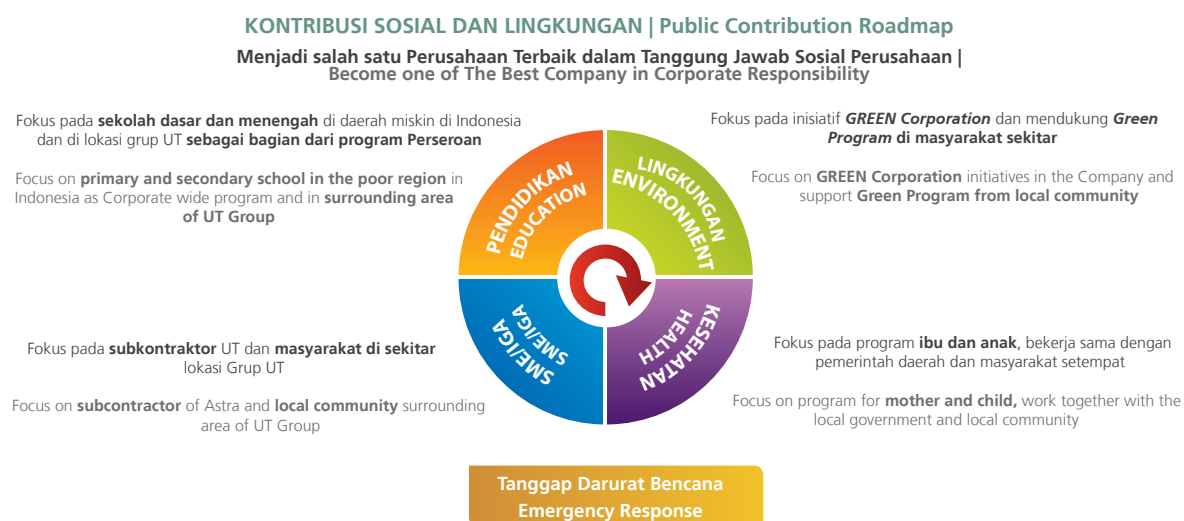 KONTRIBUSI SOSIAL DAN LINGKUNGAN | Public Contribution Roadmap
Menjadi salah satu Perusahaan Terbaik dalam Tanggung Jawab Sosial Perusahaan |
Become one of The Best Company in Corporate Responsibility
Fokus pada sekolah dasar dan menengah di daerah miskin di Indonesia
dan di lokasi grup UT sebagai bagian dari program Perseroan
Focus on primary and secondary school in the poor region in
Indonesia as Corporate wide program and in surrounding area
of UT Group
Fokus pada inisiatif GREEN Corporation dan mendukung Green
Program di masyarakat sekitar
Focus on GREEN Corporation initiatives in the Company and
support Green Program from local community
PENDIDIKAN
EDUCATION
LINGKUNGAN
ENVIRONMENT
SME/IGA
SME/IGA
KESEHATAN
HEALTH
Fokus pada subkontraktor UT dan masyarakat di sekitar
lokasi Grup UT
Focus on subcontractor of Astra and local community surrounding
area of UT Group
Fokus pada program ibu dan anak, bekerja sama dengan
pemerintah daerah dan masyarakat setempat
Focus on program for mother and child, work together with the
local government and local community
Tanggap Darurat Bencana
Emergency Response